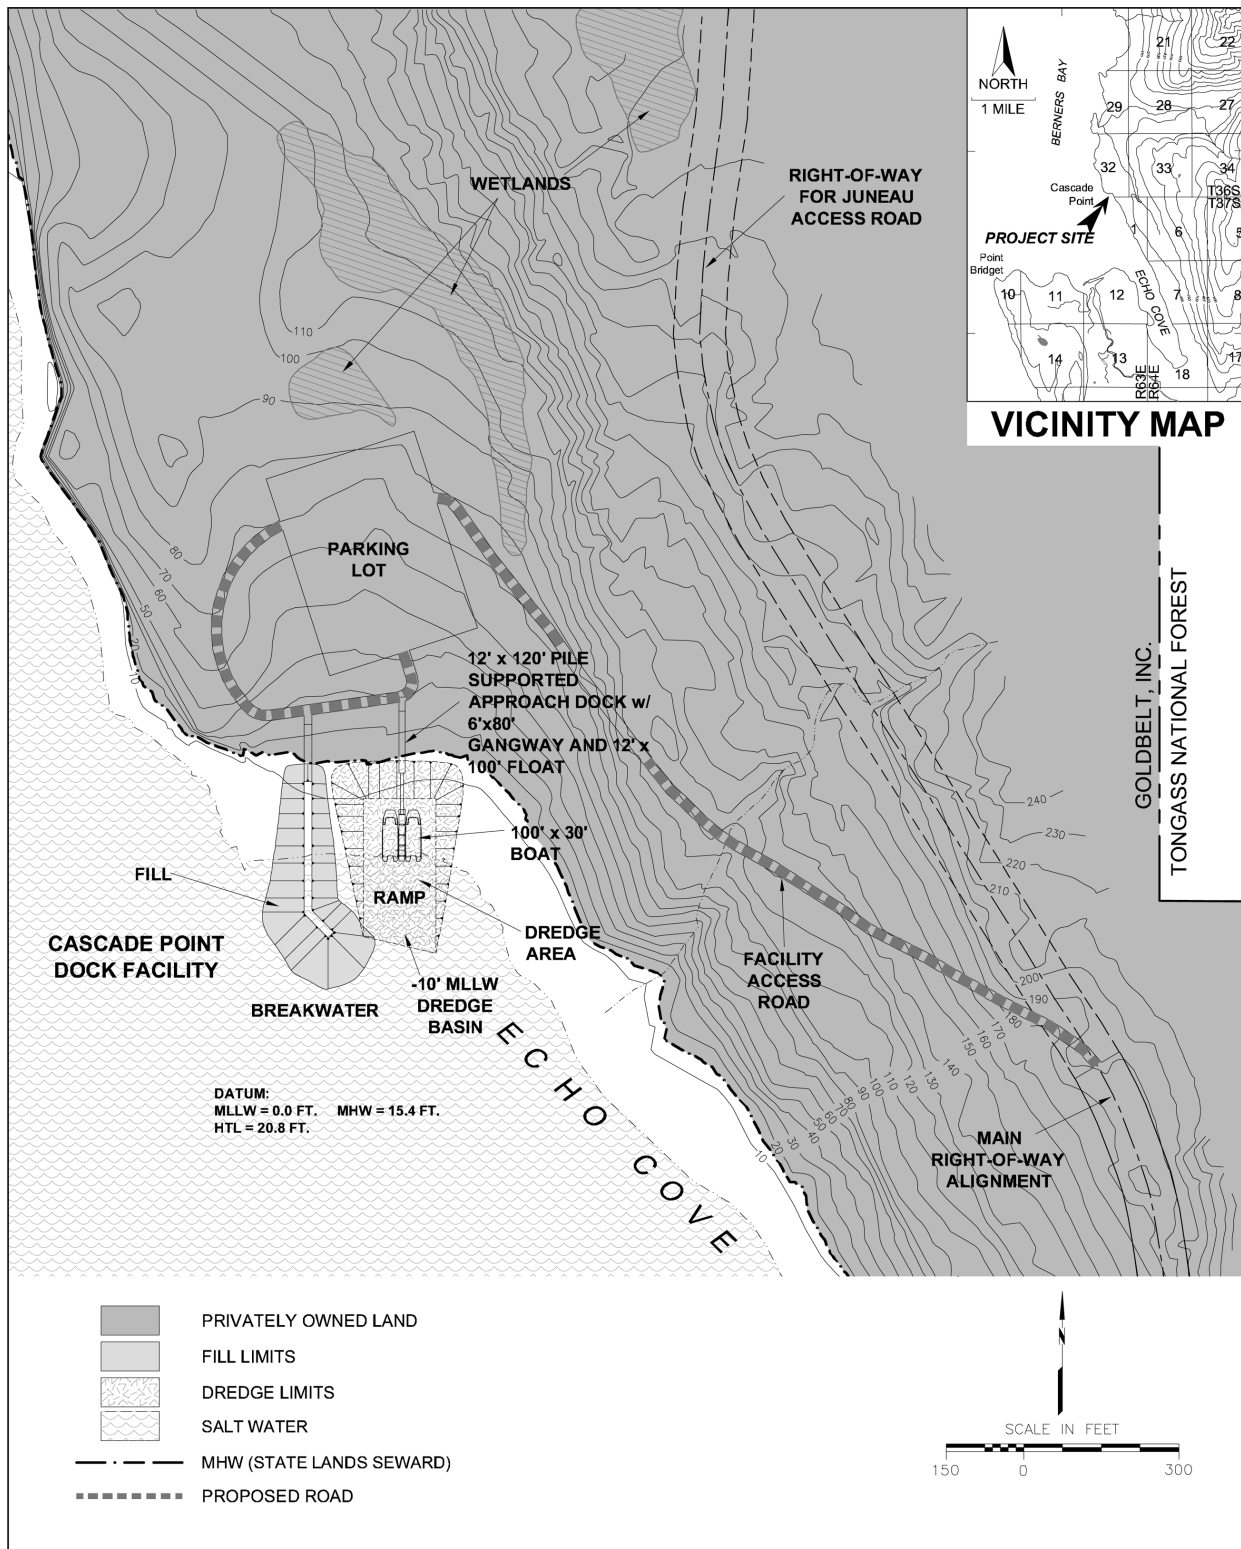 NORTH
1 MILE
BERNERS BAY
21
22
29
28
27
32
33
34
Cascade
Point
T36S
T37S
PROJECT SITE
1
6
5
Point
Bridget
10
11
12
7
8
ECHO COVE
14
13
18
17
R63E
R64E
VICINITY MAP
WETLANDS
RIGHT-OF-WAY
FOR JUNEAU
ACCESS ROAD
110
100
90
80
70
60
50
20
10
PARKING
LOT
12' x 120' PILE
SUPPORTED
APPROACH DOCK w/
6'x80'
GANGWAY AND 12' x
100' FLOAT
GOLDBELT, INC.
TONGASS NATIONAL FOREST
240
230
220
210
100' x 30'
BOAT
FILL
RAMP
CASCADE POINT
DOCK FACILITY
DREDGE
AREA
FACILITY
ACCESS
ROAD
-10' MLLW
DREDGE
BASIN
BREAKWATER
ECHO COVE
200
190
180
170
160
150
140
130
120
110
100
90
80
70
60
50
40
30
20
10
DATUM:
MLLW = 0.0 FT. MHW = 15.4 FT.
HTL = 20.8 FT.
MAIN
RIGHT-OF-WAY
ALIGNMENT
PRIVATELY OWNED LAND
FILL LIMITS
DREDGE LIMITS
SALT WATER
MHW (STATE LANDS SEWARD)
PROPOSED ROAD
N
SCALE IN FEET
150 0 300